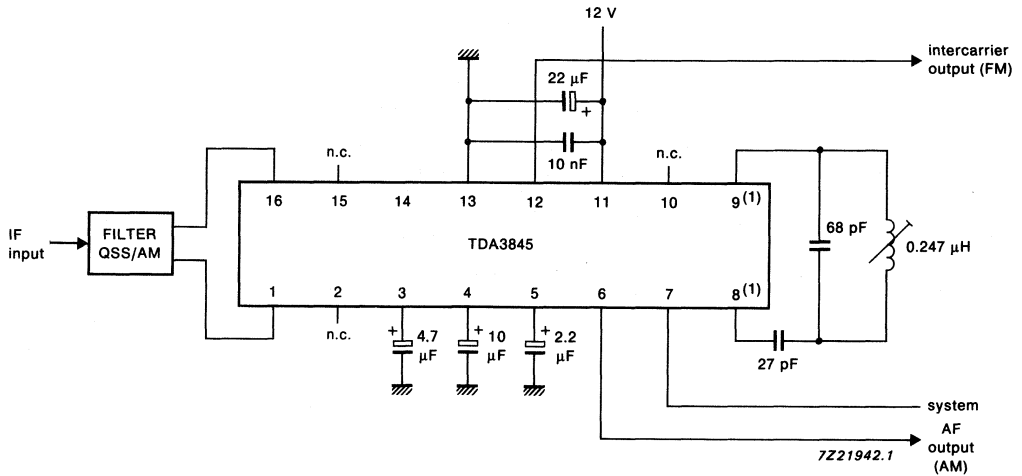 12 V
intercarrier
output (FM)
22 μF
+
10 nF
n.c.
n.c.
16 15 14 13 12 11 10 9(1)
IF
input
FILTER
QSS/AM
TDA3845
68 pF
0.247 μH
1 2 3 4 5 6 7 8(1)
n.c.
+ 4.7
μF
+ 10
μF
+ 2.2
μF
27 pF
system
AF
output
(AM)
7Z21942.1